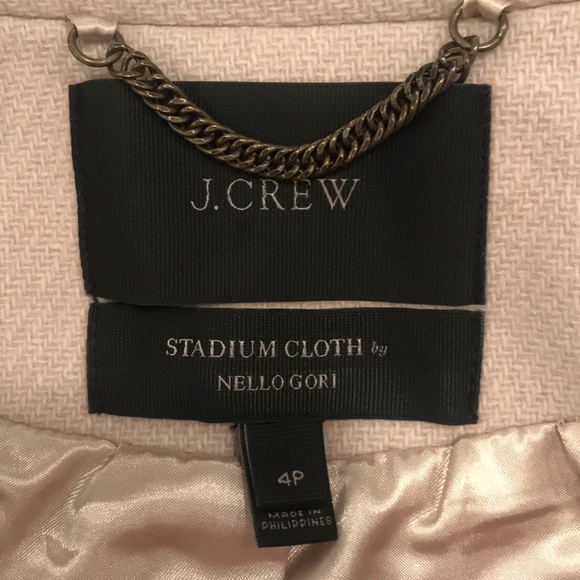 J.CREW
STADIUM CLOTH by
NELLO GORI
4P
MADE IN
PHILIPPINES